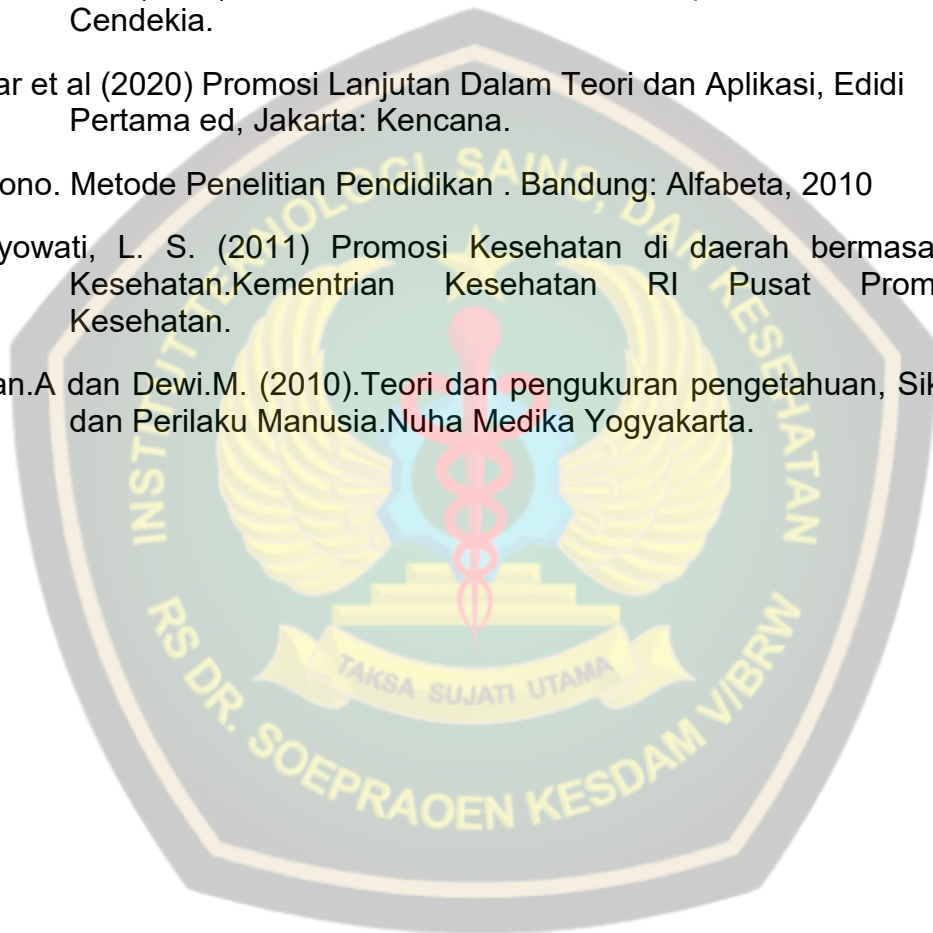 Cendekia.
ar et al (2020) Promosi Lanjutan Dalam Teori dan Aplikasi, Edidi
Pertama ed, Jakarta: Kencana.
ono. Metode Penelitian Pendidikan . Bandung: Alfabeta, 2010
yowati, L. S. (2011) Promosi Kesehatan di daerah bermasa
Kesehatan.Kementrian Kesehatan RI Pusat Prom
Kesehatan.
an.A dan Dewi.M. (2010).Teori dan pengukuran pengetahuan, Sik
dan Perilaku Manusia.Nuha Medika Yogyakarta.
INSTITUT TEKNOLOGI, SAINS, DAN KESEHATAN
TAKSA SUJATI UTAMA
RS DR. SOEPRAOEN KESDAM V/BRW